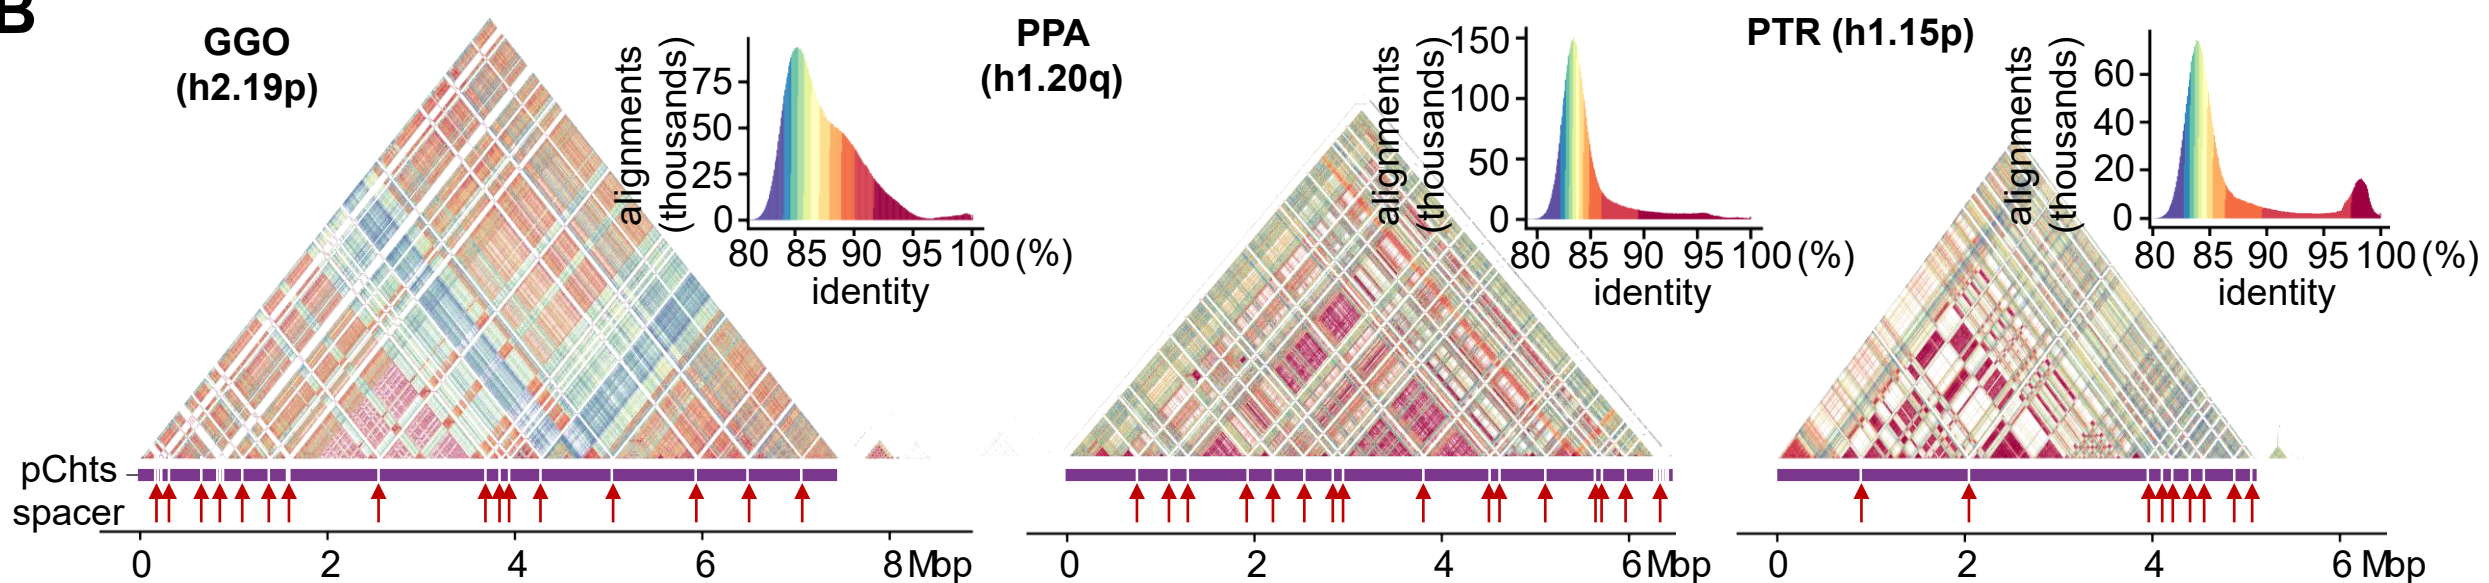 B
GGO
(h2.19p)
alignments
(thousands)
75
50
25
0
80 85 90 95 100 (%)
identity
PPA
(h1.20q)
alignments
(thousands)
150
100
50
0
80 85 90 95 100 (%)
identity
PTR (h1.15p)
alignments
(thousands)
60
40
20
0
80 85 90 95 100 (%)
identity
pChts
spacer
0 2 4 6 8 Mbp
0 2 4 6 Mbp
0 2 4 6 Mbp